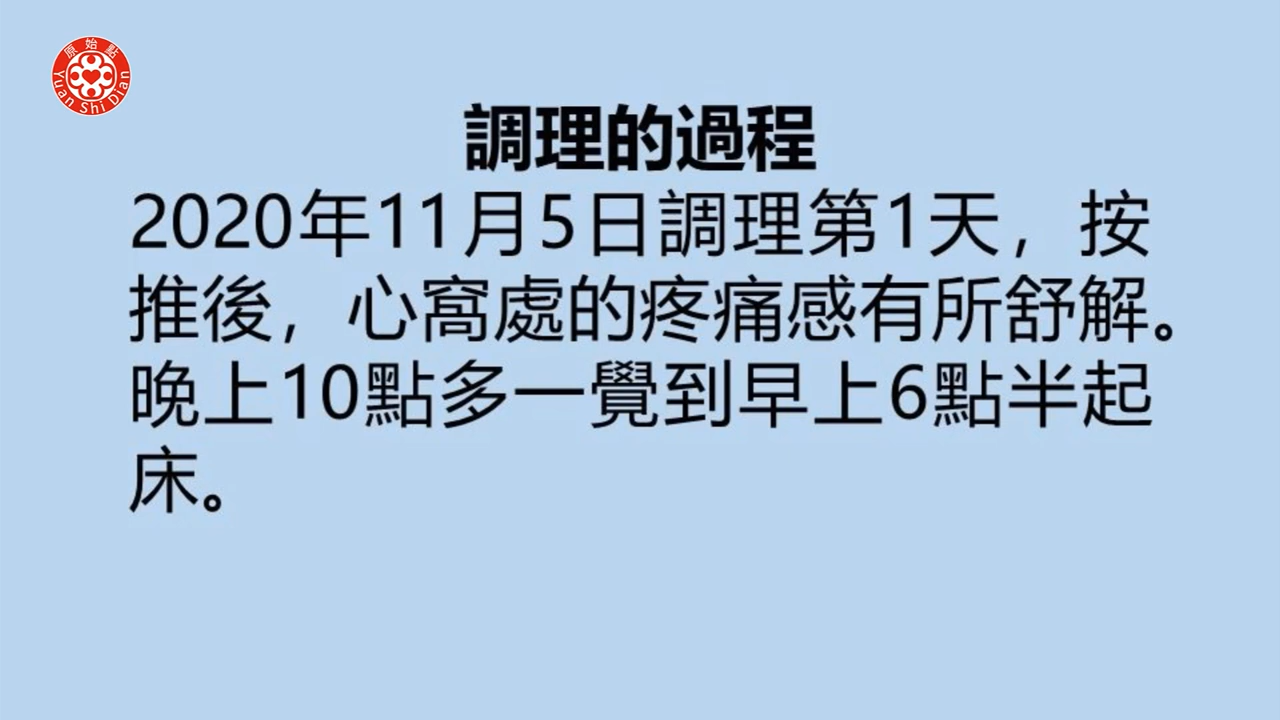 原始點
Yuan Shi Dian
調理的過程
2020年11月5日調理第1天，按
推後，心窩處的疼痛感有所舒解。
晚上10點多一覺到早上6點半起
床。